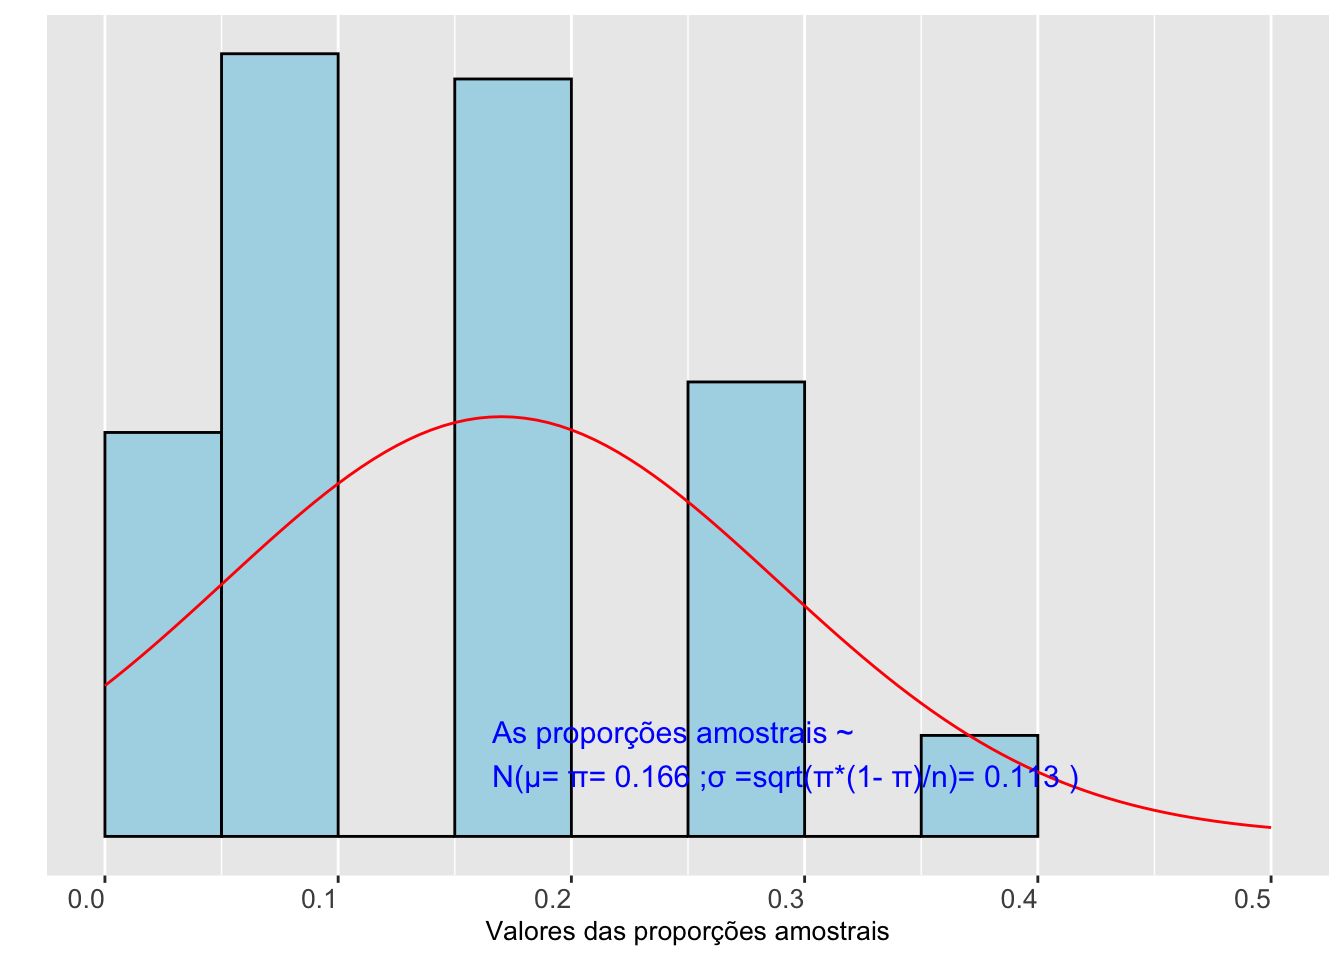 As proporções amostrais ~
N(μ= π= 0.166 ;σ =sqrt(π*(1- π)/n)= 0.113 )
0.0 0.1 0.2 0.3 0.4 0.5
Valores das proporções amostrais